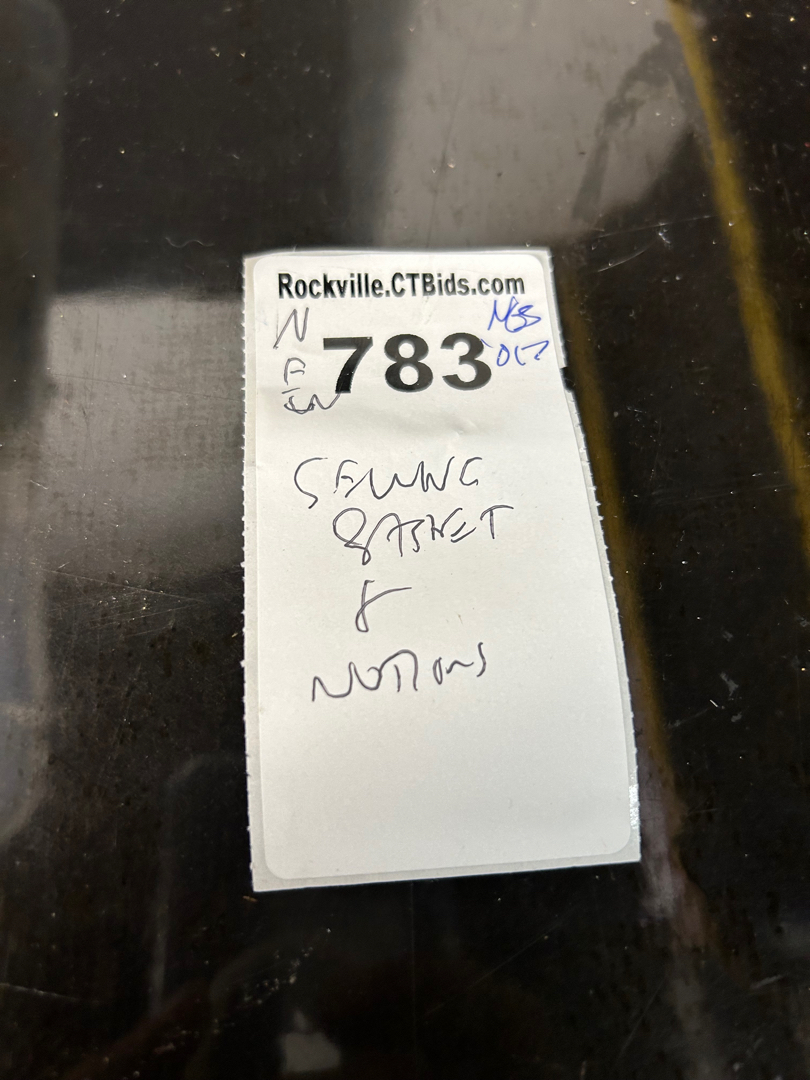 Rockville.CTBids.com
N
783
SEWING
BASKET
&
NOTIONS